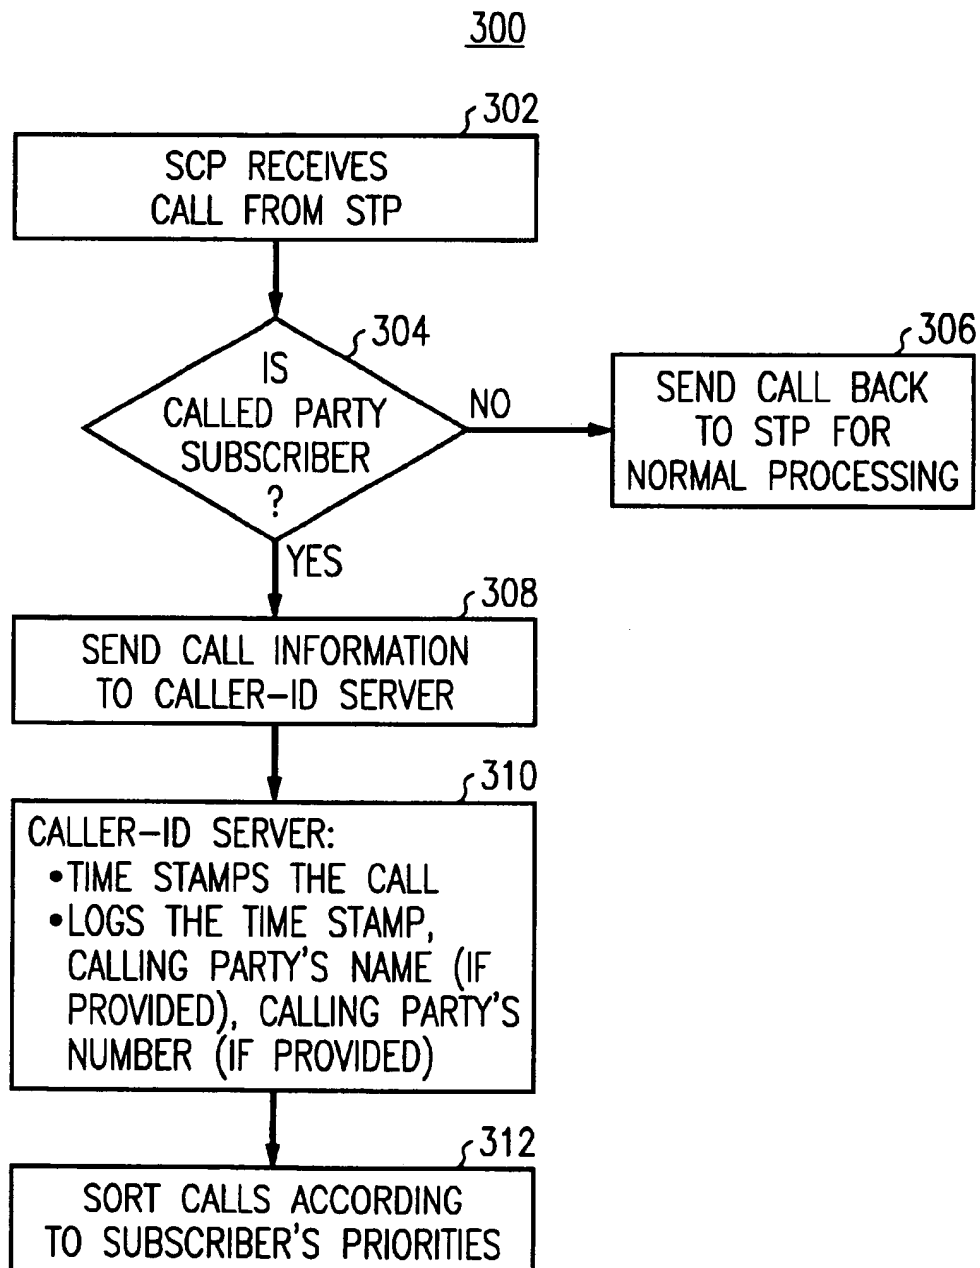 300
302
SCP RECEIVES
CALL FROM STP
304
IS
CALLED PARTY
SUBSCRIBER
?
NO
306
SEND CALL BACK
TO STP FOR
NORMAL PROCESSING
YES
308
SEND CALL INFORMATION
TO CALLER-ID SERVER
310
CALLER-ID SERVER:
•TIME STAMPS THE CALL
•LOGS THE TIME STAMP,
CALLING PARTY'S NAME (IF
PROVIDED), CALLING PARTY'S
NUMBER (IF PROVIDED)
312
SORT CALLS ACCORDING
TO SUBSCRIBER'S PRIORITIES